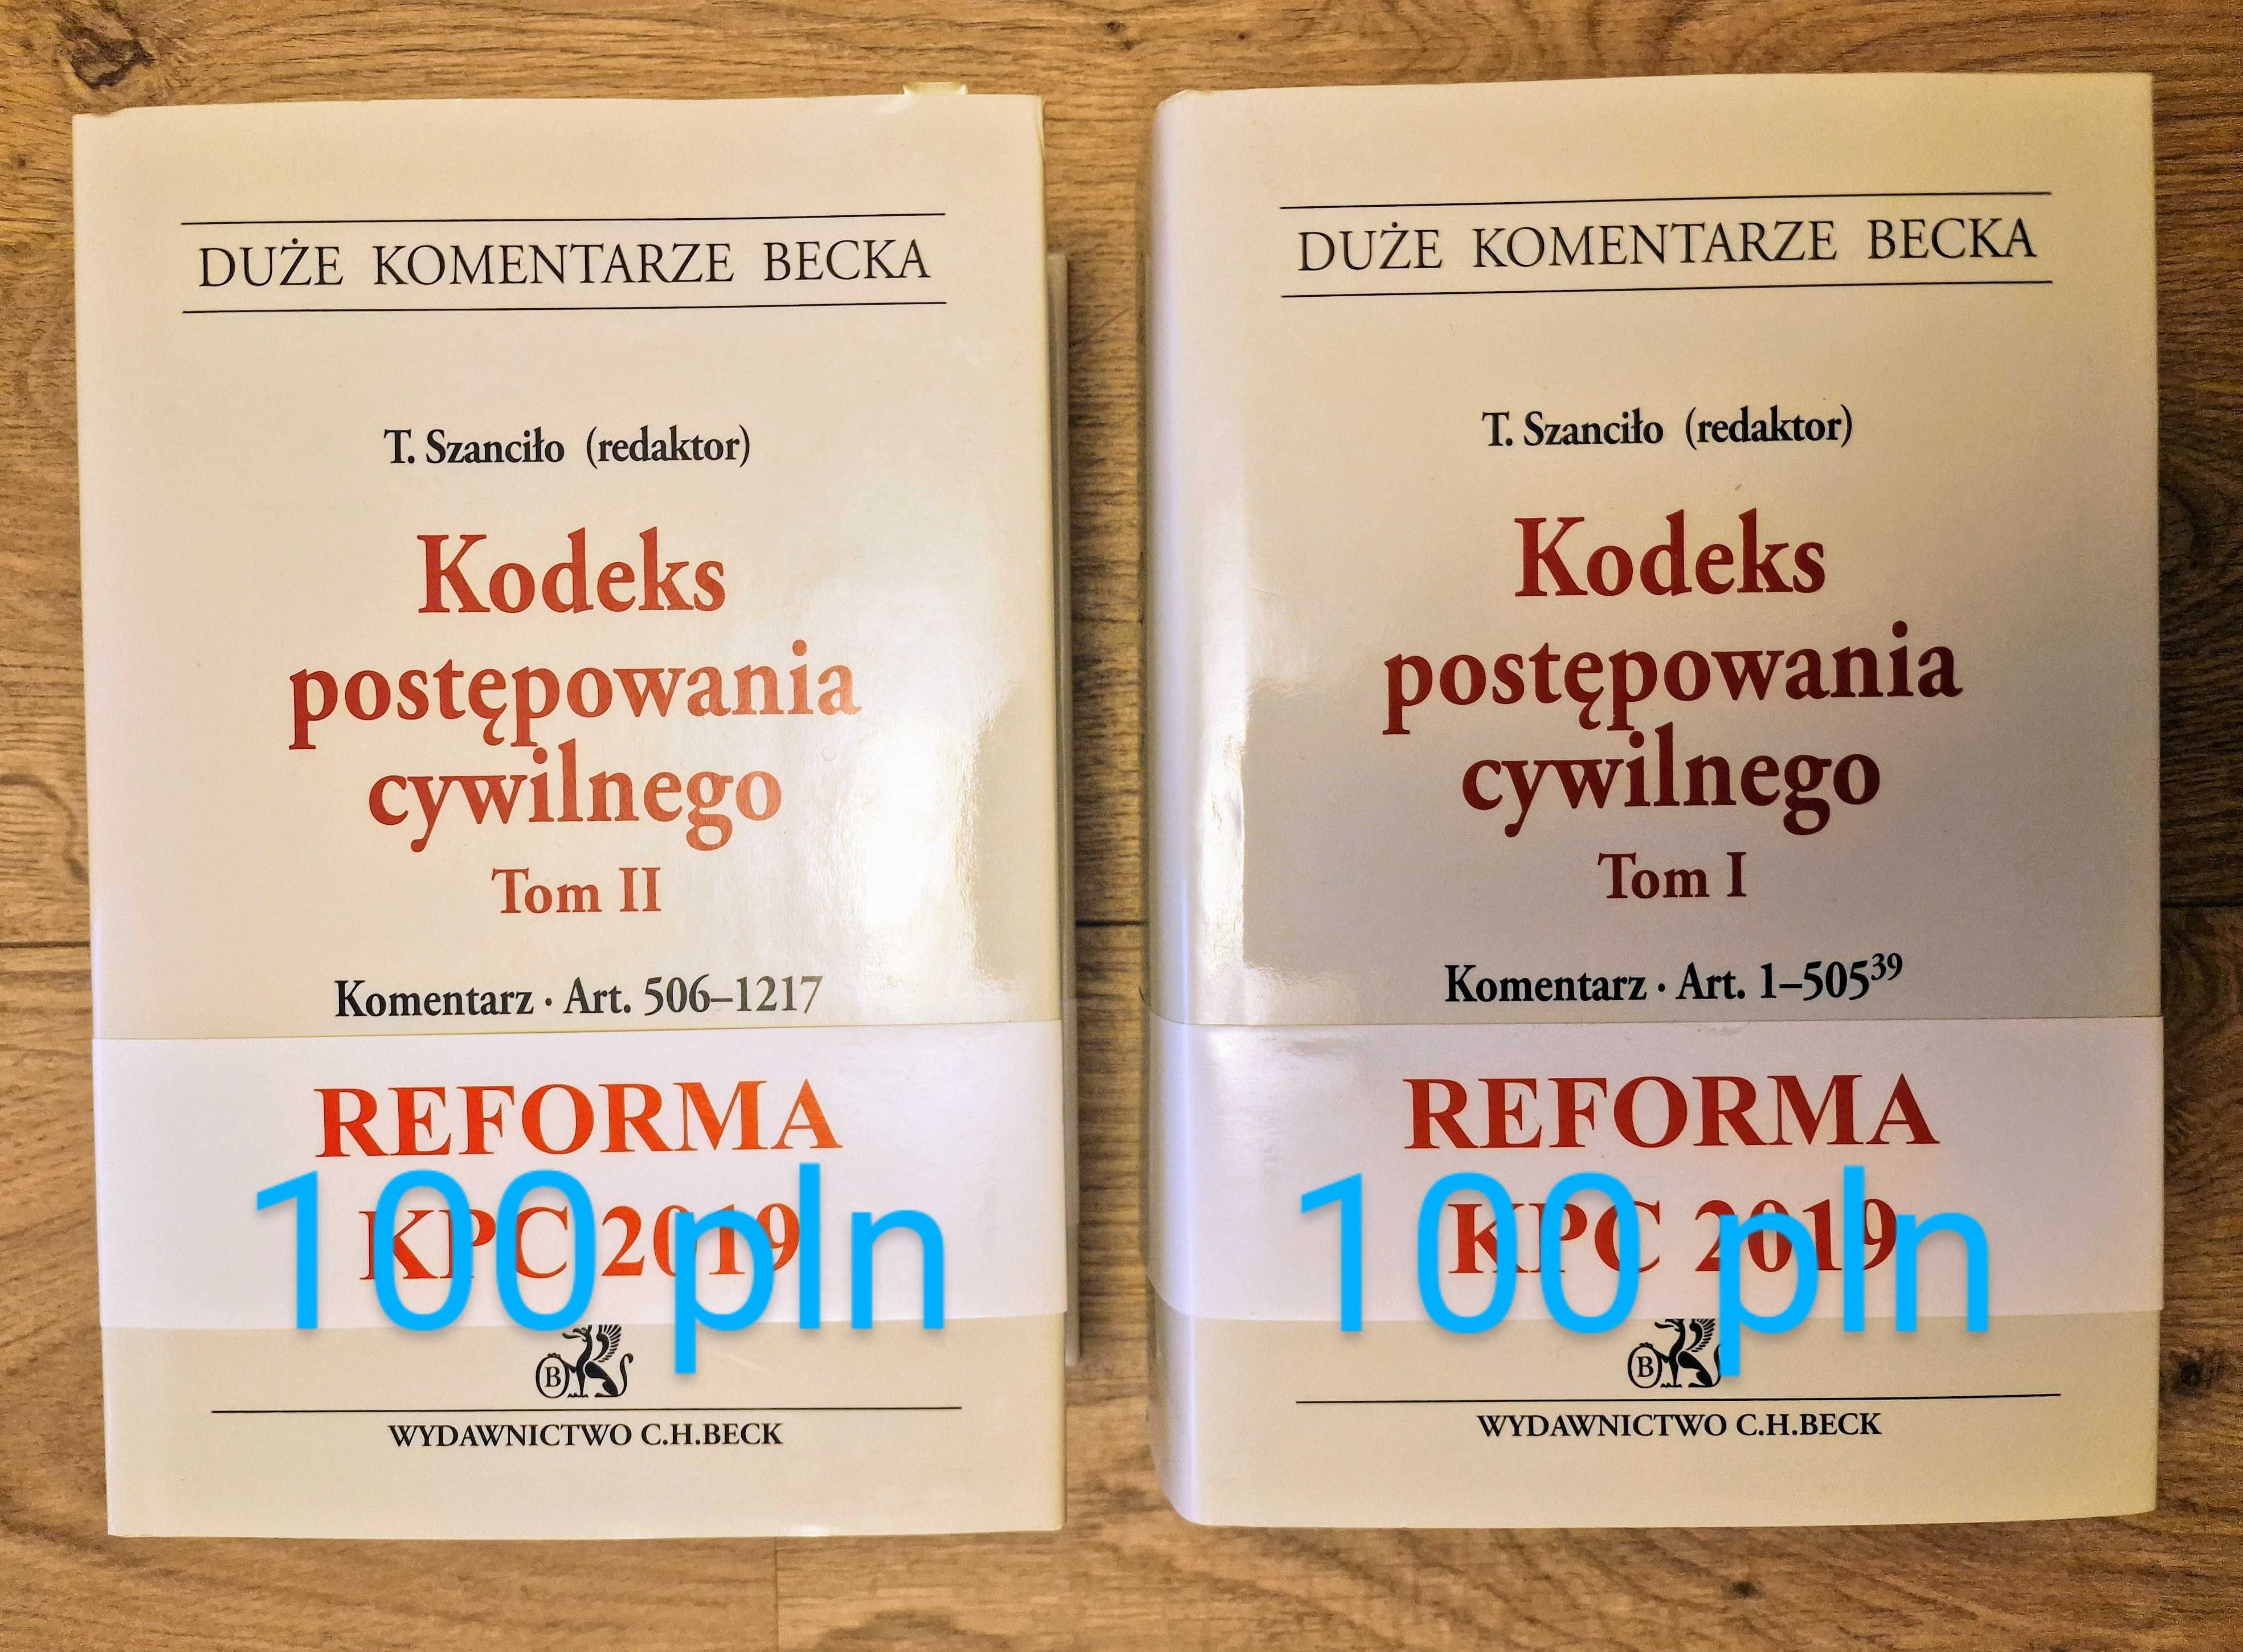 DUŻE KOMENTARZE BECKA
T. Szanciło (redaktor)
Kodeks
postępowania
cywilnego
Tom II
Komentarz · Art. 506–1217
REFORMA
KPC 2019
100 pln
B
WYDAWNICTWO C.H.BECK
DUŻE KOMENTARZE BECKA
T. Szanciło (redaktor)
Kodeks
postępowania
cywilnego
Tom I
Komentarz · Art. 1–505³⁹
REFORMA
KPC 2019
100 pln
B
WYDAWNICTWO C.H.BECK